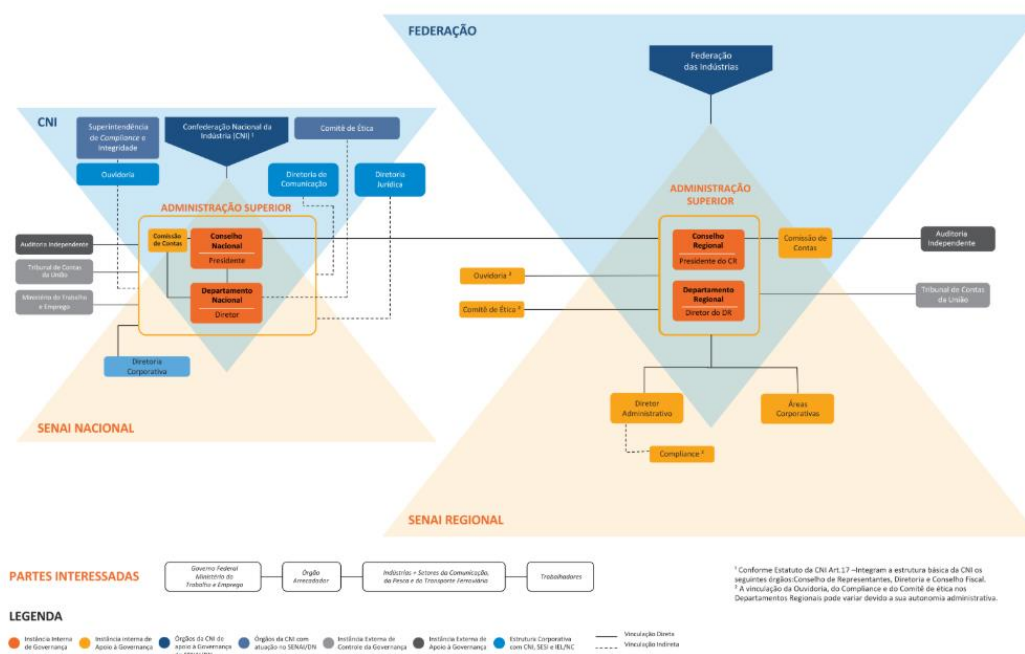 FEDERAÇÃO
Federação
das Indústrias
CNI
Superintendência
de Compliance e
Integridade
Confederação Nacional da
Indústria (CNI) ¹
Comitê de Ética
Ouvidoria
Diretoria de
Comunicação
Diretoria
Jurídica
ADMINISTRAÇÃO SUPERIOR
Comissão
de Contas
Conselho
Nacional
Presidente
Departamento
Nacional
Diretor
Auditoria Independente
Tribunal de Contas
da União
Ministério do Trabalho
e Emprego
Diretoria
Corporativa
SENAI NACIONAL
ADMINISTRAÇÃO
SUPERIOR
Conselho
Regional
Presidente do CR
Departamento
Regional
Diretor do DR
Comissão de
Contas
Auditoria
Independente
Tribunal de Contas
da União
Ouvidoria ²
Comitê de Ética ²
Diretor
Administrativo
Áreas
Corporativas
Compliance ²
SENAI REGIONAL
PARTES INTERESSADAS
Governo Federal
Ministério do
Trabalho e Emprego
Órgão
Arrecadador
Indústrias + Setores da Comunicação,
da Pesca e do Transporte Ferroviário
Trabalhadores
¹ Conforme Estatuto da CNI Art.17 –Integram a estrutura básica da CNI os
seguintes órgãos:Conselho de Representantes, Diretoria e Conselho Fiscal.
² A vinculação da Ouvidoria, do Compliance e do Comitê de ética nos
Departamentos Regionais pode variar devido a sua autonomia administrativa.
LEGENDA
Instância Interna
de Governança
Instância interna de
Apoio à Governança
Órgãos da CNI de
apoio à Governança
do SENAI/DN
Órgãos da CNI com
atuação no SENAI/DN
Instância Externa de
Controle da Governança
Instância Externa de
Apoio à Governança
Estrutura Corporativa
com CNI, SESI e IEL/NC
Vinculação Direta
Vinculação Indireta